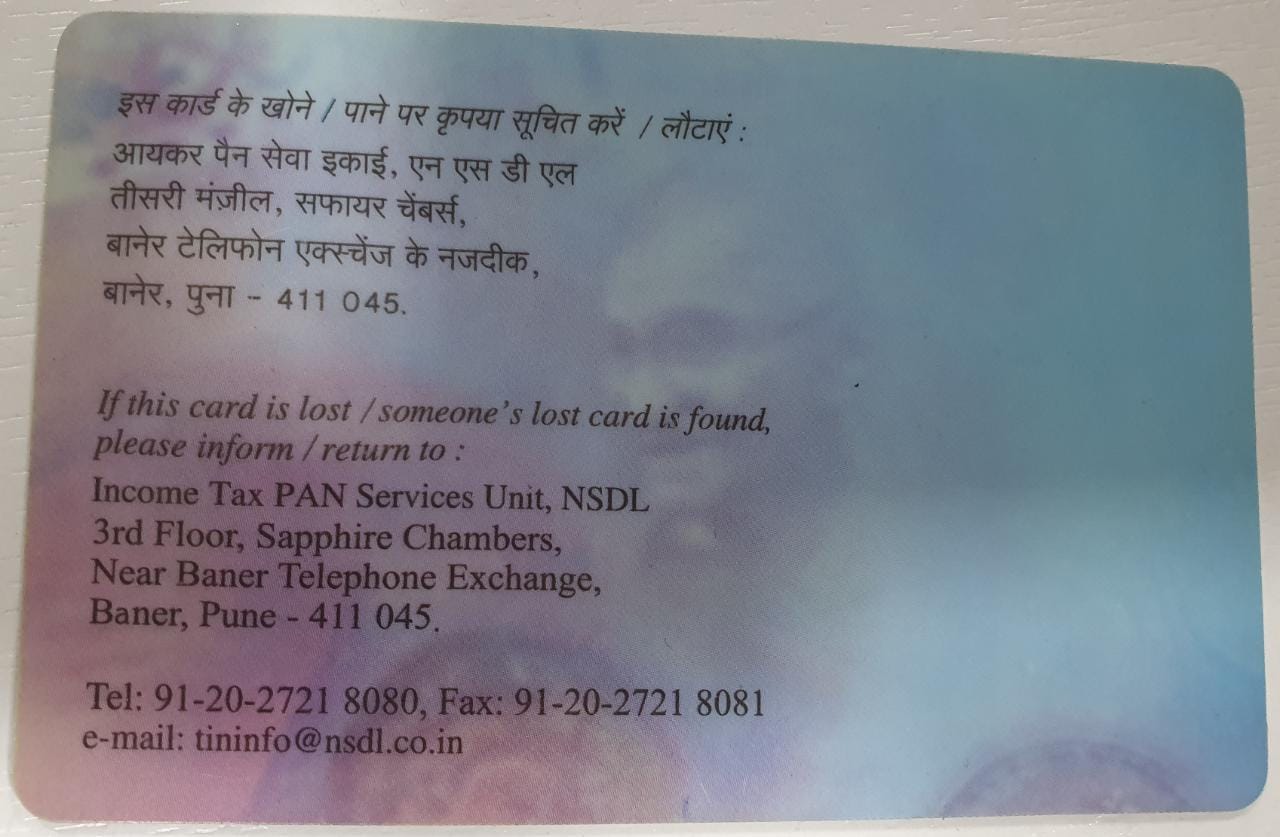 इस कार्ड के खोने / पाने पर कृपया सूचित करें / लौटाएं :
आयकर पैन सेवा इकाई, एन एस डी एल
तीसरी मंज़ील, सफायर चेंबर्स,
बानेर टेलिफोन एक्स्चेंज के नजदीक,
बानेर, पुना - 411 045.
If this card is lost / someone's lost card is found,
please inform / return to :
Income Tax PAN Services Unit, NSDL
3rd Floor, Sapphire Chambers,
Near Baner Telephone Exchange,
Baner, Pune - 411 045.
Tel: 91-20-2721 8080, Fax: 91-20-2721 8081
e-mail: tininfo@nsdl.co.in